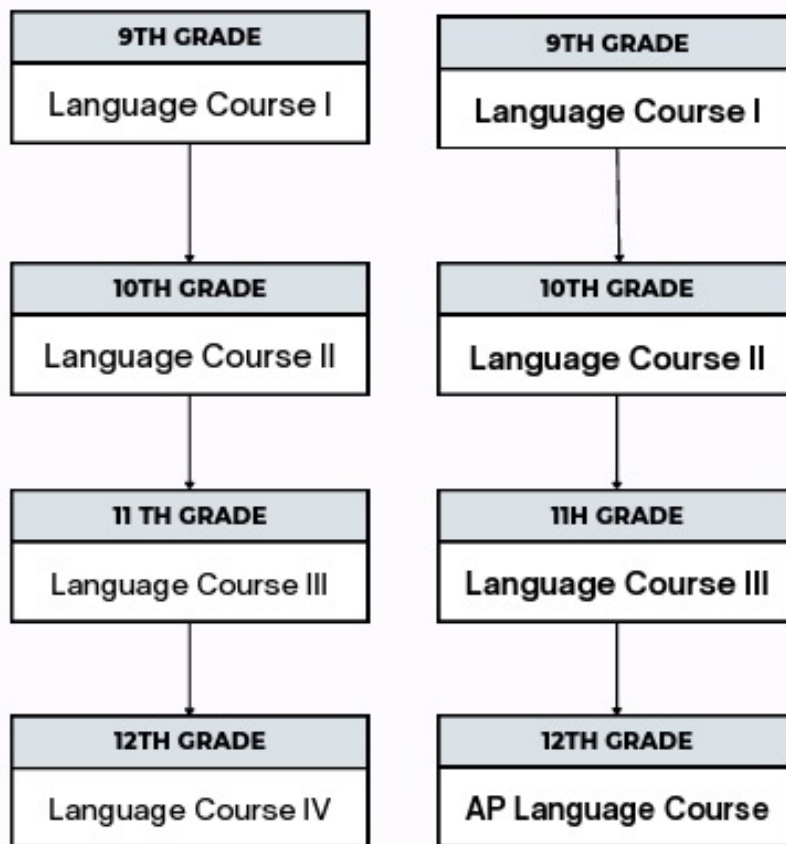 9TH GRADE
Language Course I
10TH GRADE
Language Course II
11 TH GRADE
Language Course III
12TH GRADE
Language Course IV
9TH GRADE
Language Course I
10TH GRADE
Language Course II
11H GRADE
Language Course III
12TH GRADE
AP Language Course